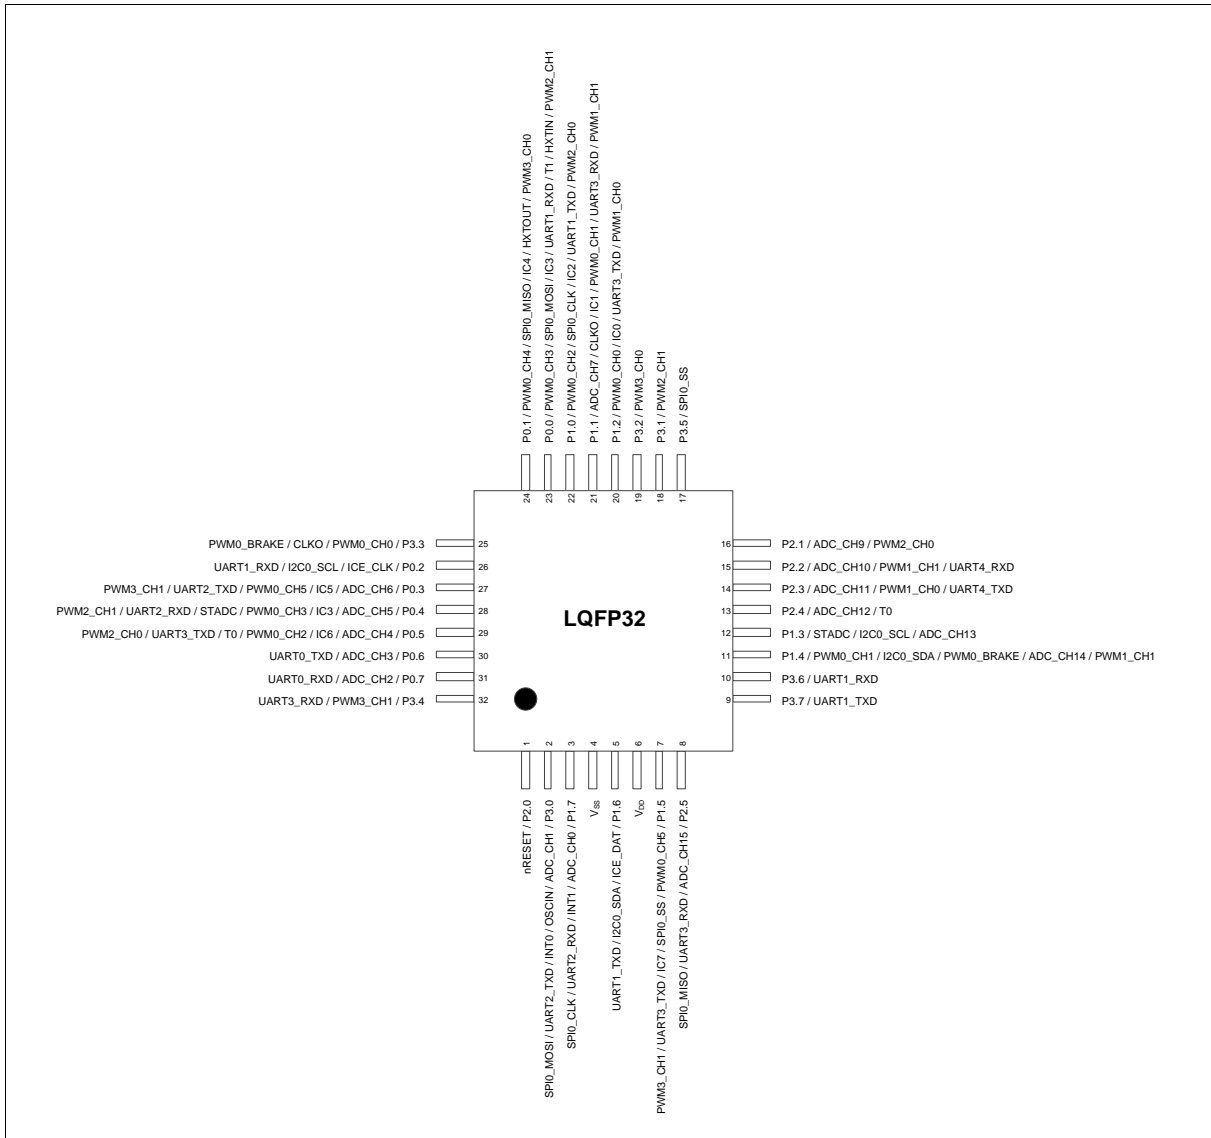 P0.1 / PWM0_CH4 / SPI0_MISO / IC4 / HXTOUT / PWM3_CH0
P0.0 / PWM0_CH3 / SPI0_MOSI / IC3 / UART1_RXD / T1 / HXTIN / PWM2_CH1
P1.0 / PWM0_CH2 / SPI0_CLK / IC2 / UART1_TXD / PWM2_CH0
P1.1 / ADC_CH7 / CLKO / IC1 / PWM0_CH1 / UART3_RXD / PWM1_CH1
P1.2 / PWM0_CH0 / IC0 / UART3_TXD / PWM1_CH0
P3.2 / PWM3_CH0
P3.1 / PWM2_CH1
P3.5 / SPI0_SS
24
23
22
21
20
19
18
17
PWM0_BRAKE / CLKO / PWM0_CH0 / P3.3
25
UART1_RXD / I2C0_SCL / ICE_CLK / P0.2
26
PWM3_CH1 / UART2_TXD / PWM0_CH5 / IC5 / ADC_CH6 / P0.3
27
PWM2_CH1 / UART2_RXD / STADC / PWM0_CH3 / IC3 / ADC_CH5 / P0.4
28
PWM2_CH0 / UART3_TXD / T0 / PWM0_CH2 / IC6 / ADC_CH4 / P0.5
29
UART0_TXD / ADC_CH3 / P0.6
30
UART0_RXD / ADC_CH2 / P0.7
31
UART3_RXD / PWM3_CH1 / P3.4
32
LQFP32
16
P2.1 / ADC_CH9 / PWM2_CH0
15
P2.2 / ADC_CH10 / PWM1_CH1 / UART4_RXD
14
P2.3 / ADC_CH11 / PWM1_CH0 / UART4_TXD
13
P2.4 / ADC_CH12 / T0
12
P1.3 / STADC / I2C0_SCL / ADC_CH13
11
P1.4 / PWM0_CH1 / I2C0_SDA / PWM0_BRAKE / ADC_CH14 / PWM1_CH1
10
P3.6 / UART1_RXD
9
P3.7 / UART1_TXD
1
2
3
4
5
6
7
8
nRESET / P2.0
SPI0_MOSI / UART2_TXD / INT0 / OSCIN / ADC_CH1 / P3.0
SPI0_CLK / UART2_RXD / INT1 / ADC_CH0 / P1.7
VSS
UART1_TXD / I2C0_SDA / ICE_DAT / P1.6
VDD
PWM3_CH1 / UART3_TXD / IC7 / SPI0_SS / PWM0_CH5 / P1.5
SPI0_MISO / UART3_RXD / ADC_CH15 / P2.5